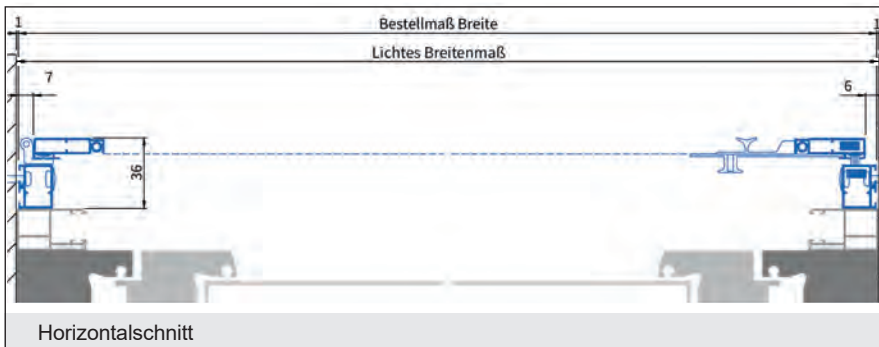 1 Bestellmaß Breite 1
Lichtes Breitenmaß
7 6
36
Horizontalschnitt